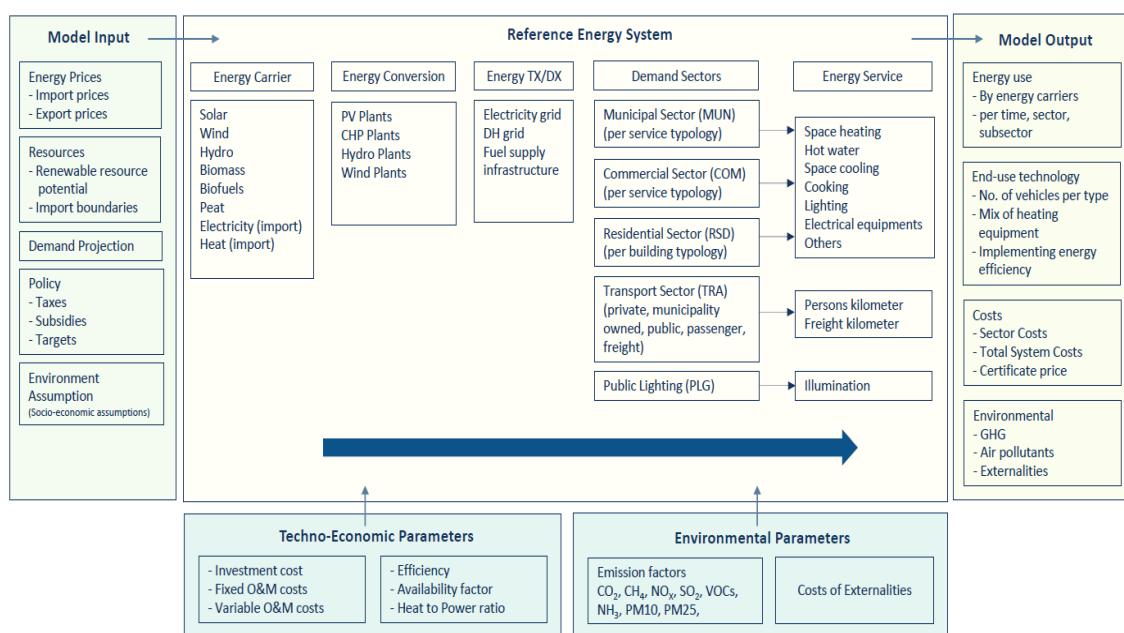 Model Input
Energy Prices
- Import prices
- Export prices
Resources
- Renewable resource
potential
- Import boundaries
Demand Projection
Policy
- Taxes
- Subsidies
- Targets
Environment
Assumption
(Socio-economic assumptions)
Reference Energy System
Energy Carrier
Solar
Wind
Hydro
Biomass
Biofuels
Peat
Electricity (import)
Heat (import)
Energy Conversion
PV Plants
CHP Plants
Hydro Plants
Wind Plants
Energy TX/DX
Electricity grid
DH grid
Fuel supply
infrastructure
Demand Sectors
Municipal Sector (MUN)
(per service typology)
Commercial Sector (COM)
(per service typology)
Residential Sector (RSD)
(per building typology)
Transport Sector (TRA)
(private, municipality
owned, public, passenger,
freight)
Public Lighting (PLG)
Energy Service
Space heating
Hot water
Space cooling
Cooking
Lighting
Electrical equipments
Others
Persons kilometer
Freight kilometer
Illumination
Model Output
Energy use
- By energy carriers
- per time, sector,
subsector
End-use technology
- No. of vehicles per type
- Mix of heating
equipment
- Implementing energy
efficiency
Costs
- Sector Costs
- Total System Costs
- Certificate price
Environmental
- GHG
- Air pollutants
- Externalities
Techno-Economic Parameters
- Investment cost
- Fixed O&M costs
- Variable O&M costs
- Efficiency
- Availability factor
- Heat to Power ratio
Environmental Parameters
Emission factors
CO₂, CH₄, NOₓ, SO₂, VOCs,
NH₃, PM10, PM25,
Costs of Externalities